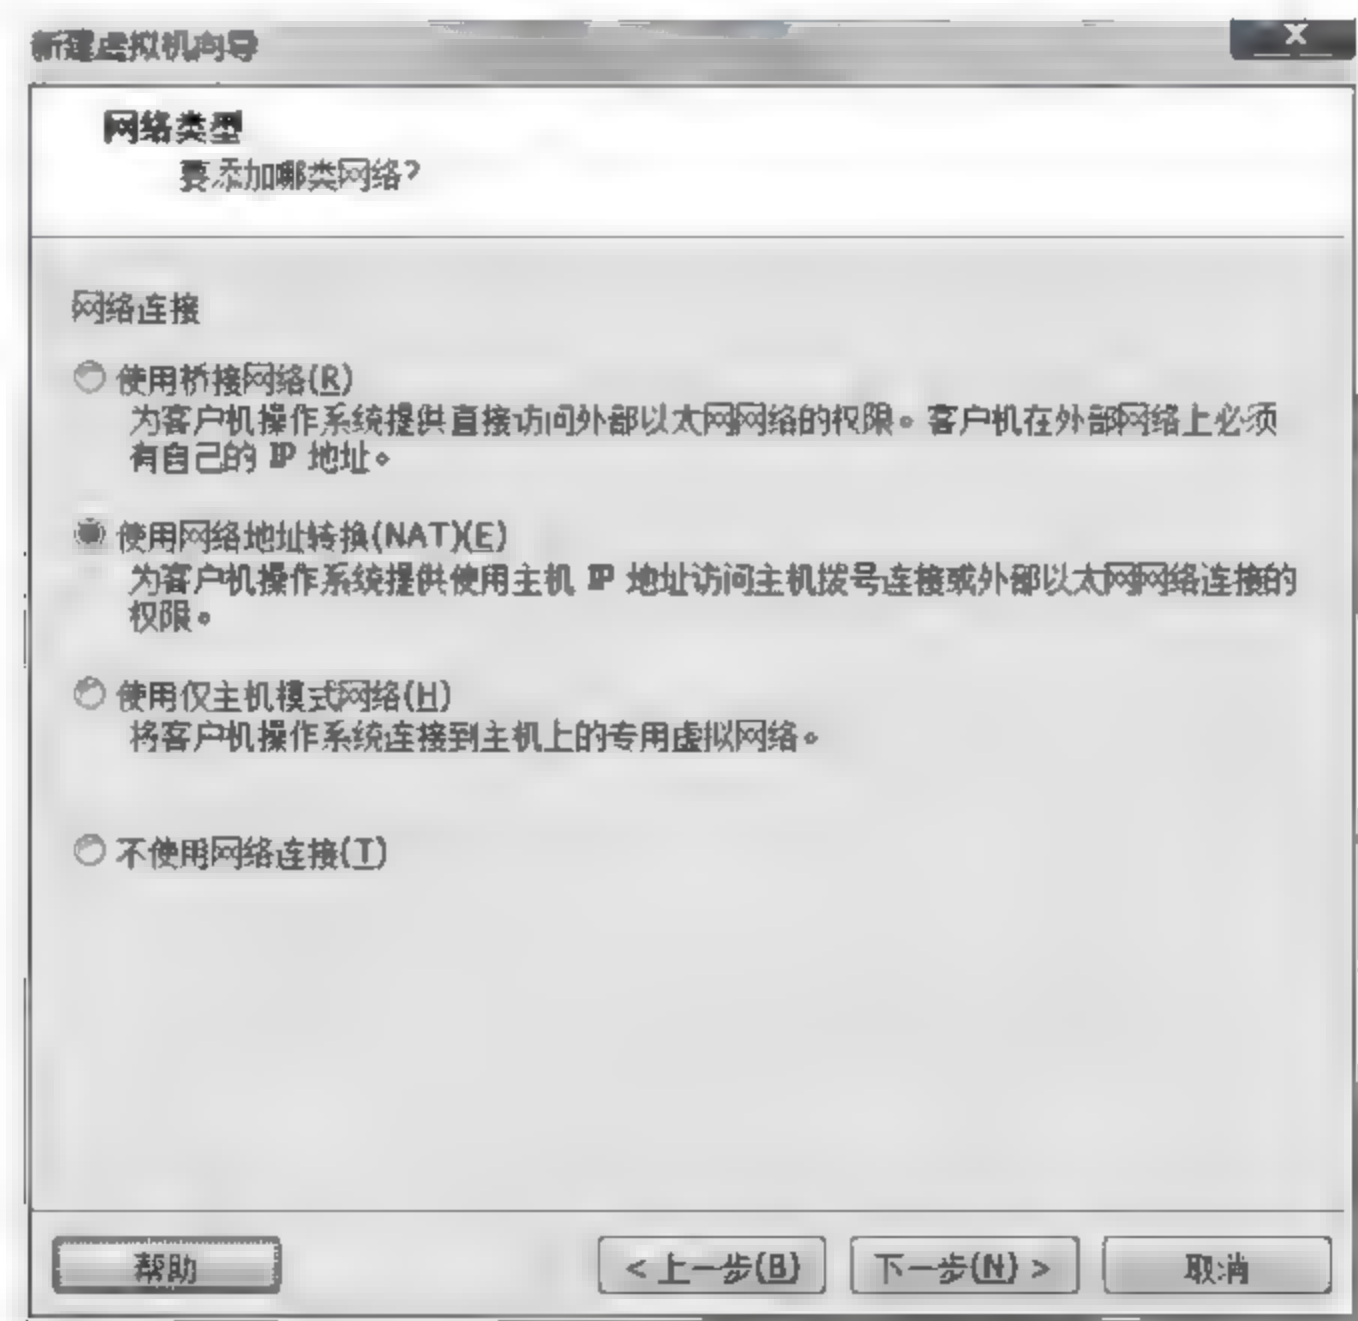 新建虚拟机向导
X
网络类型
要添加哪类网络?
网络连接
使用桥接网络(R)
为客户机操作系统提供直接访问外部以太网网络的权限。客户机在外部网络上必须
有自己的 IP 地址。
使用网络地址转换(NAT)(E)
为客户机操作系统提供使用主机 IP 地址访问主机拨号连接或外部以太网网络连接的
权限。
使用仅主机模式网络(H)
将客户机操作系统连接到主机上的专用虚拟网络。
不使用网络连接(T)
帮助
< 上一步(B)
下一步(N) >
取消